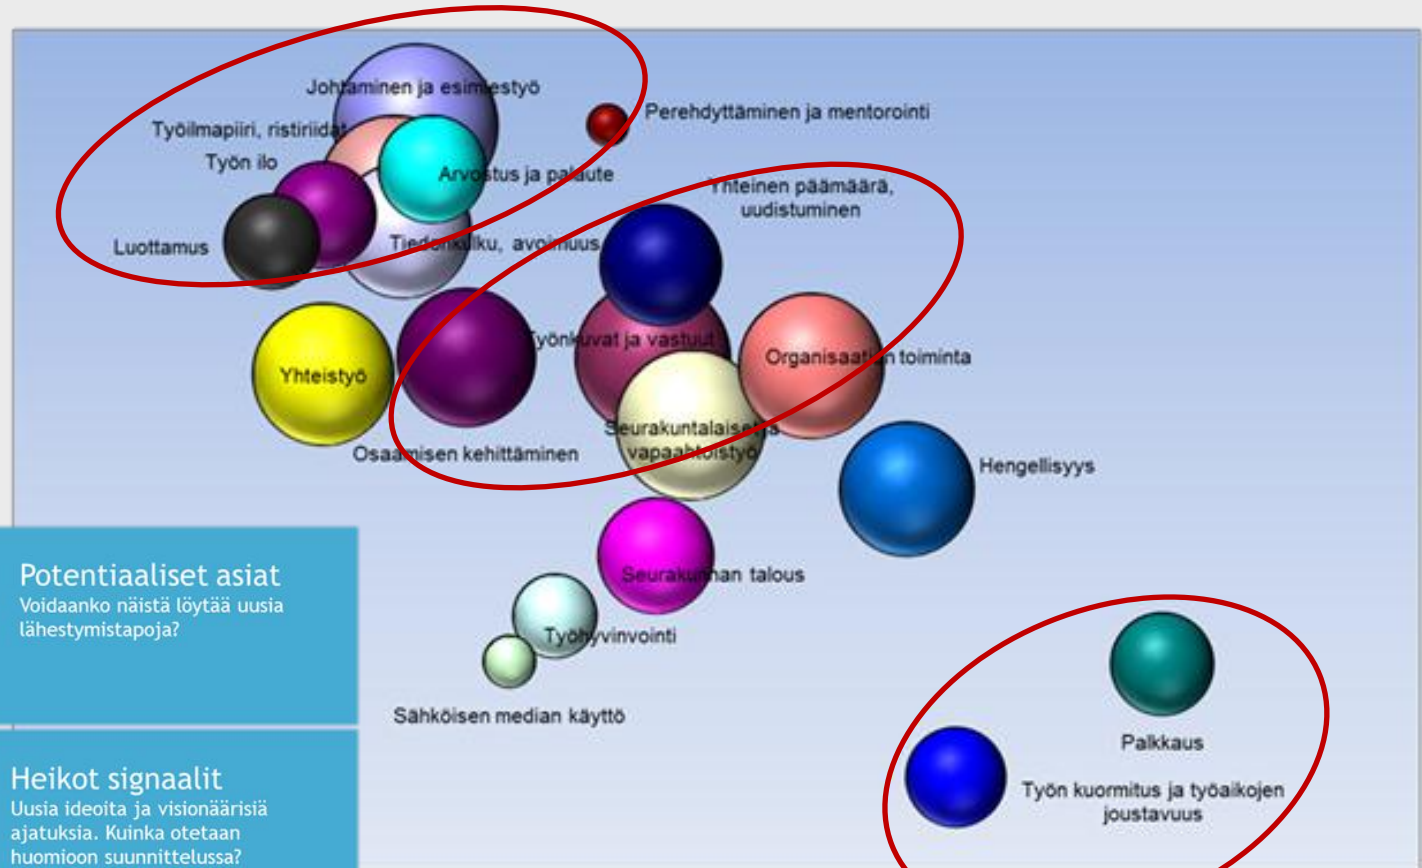 Johtaminen ja esimiestyö
Perehdyttäminen ja mentorointi
Työilmapiiri, ristiriidat
Työn ilo
Arvostus ja palaute
Yhteinen päämäärä,
uudistuminen
Luottamus
Tiedonkulku, avoimuus
Työnkuvat ja vastuut
Organisaation toiminta
Yhteistyö
Seurakuntalaiset ja
vapaahtoistyö
Osaamisen kehittäminen
Hengellisyys
Potentiaaliset asiat
Voidaanko näistä löytää uusia
lähestymistapoja?
Seurakunnan talous
Työhyvinvointi
Sähköisen median käyttö
Palkkaus
Heikot signaalit
Uusia ideoita ja visionäärisiä
ajatuksia. Kuinka otetaan
huomioon suunnittelussa?
Työn kuormitus ja työaikojen
joustavuus